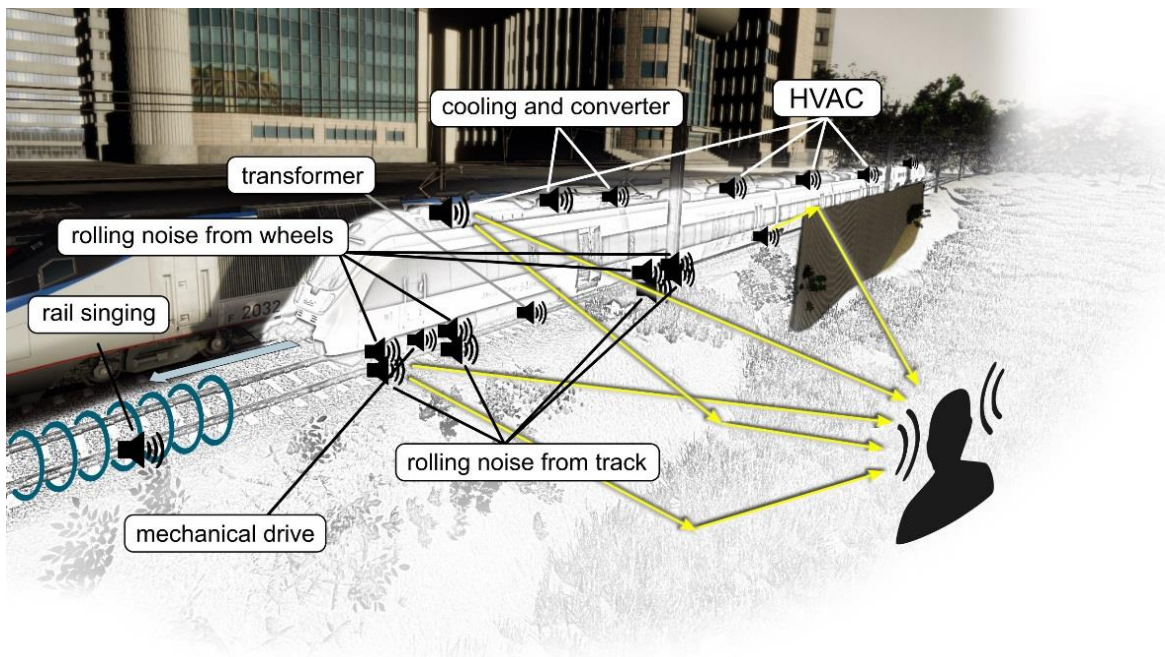 cooling and converter
HVAC
transformer
rolling noise from wheels
rail singing
F 2032
rolling noise from track
mechanical drive